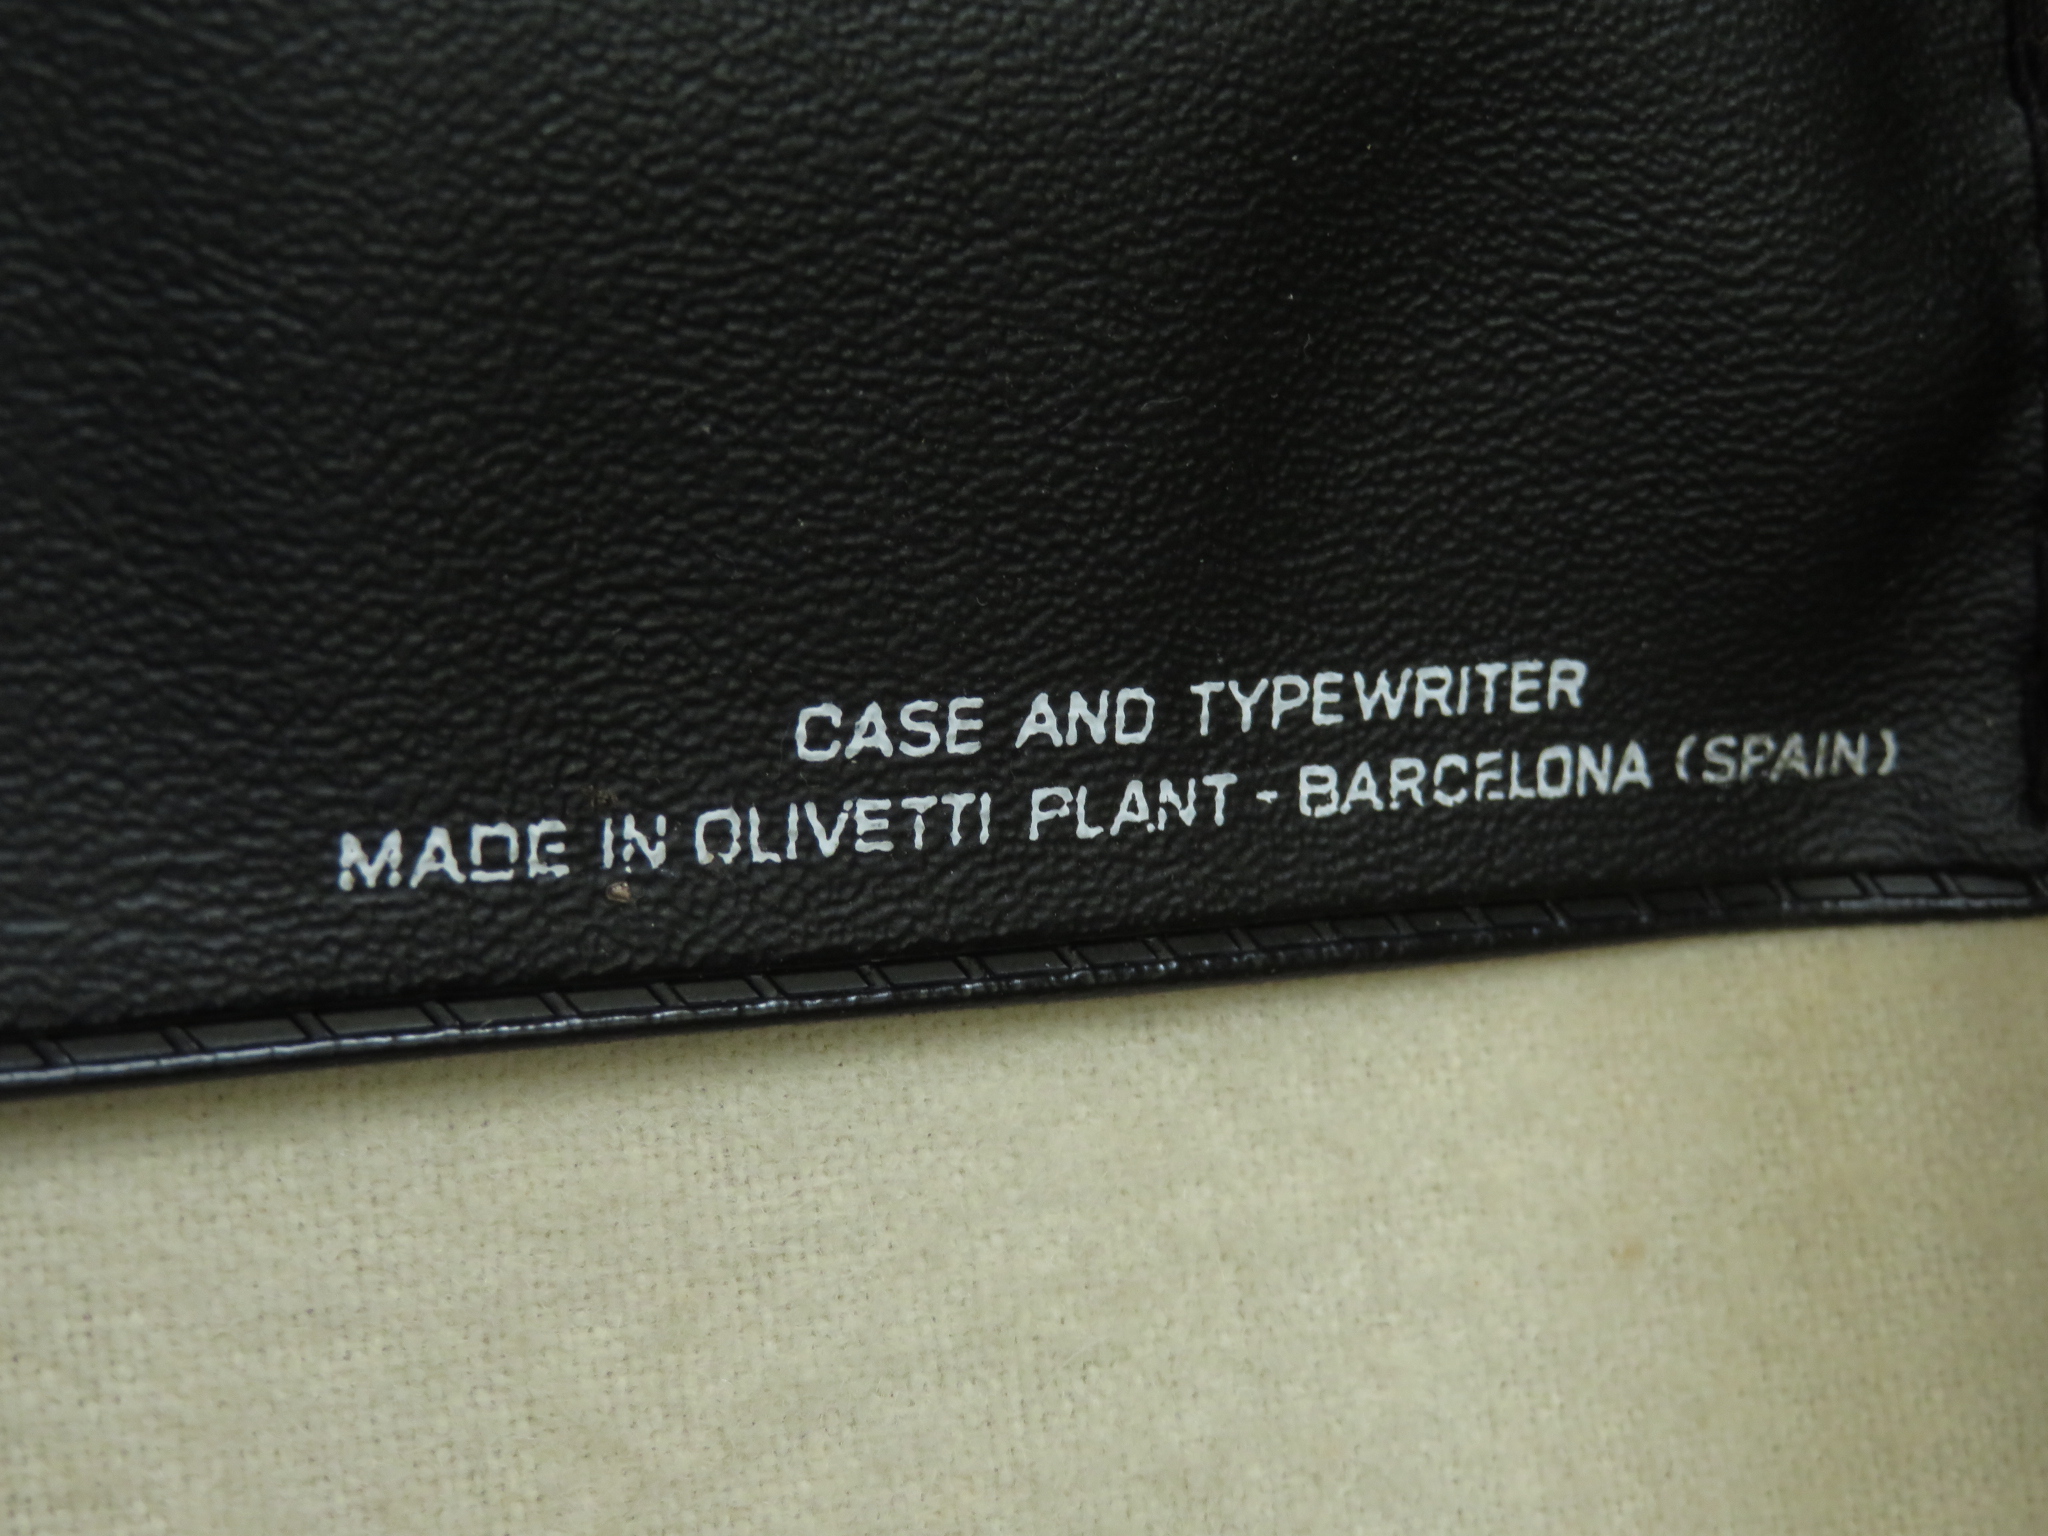 CASE AND TYPEWRITER
MADE IN OLIVETTI PLANT - BARCELONA (SPAIN)